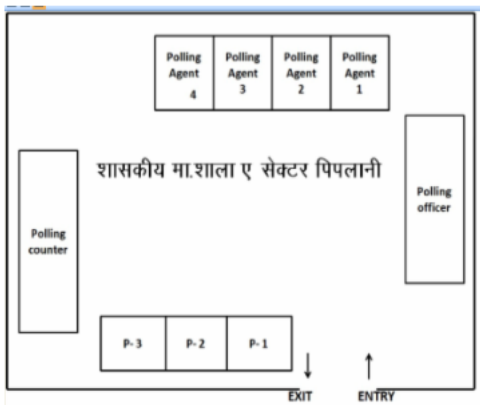 Polling Agent 4
Polling Agent 3
Polling Agent 2
Polling Agent 1
शासकीय मा.शाला ए सेक्टर पिपलानी
Polling officer
Polling counter
P-3
P-2
P-1
EXIT
ENTRY